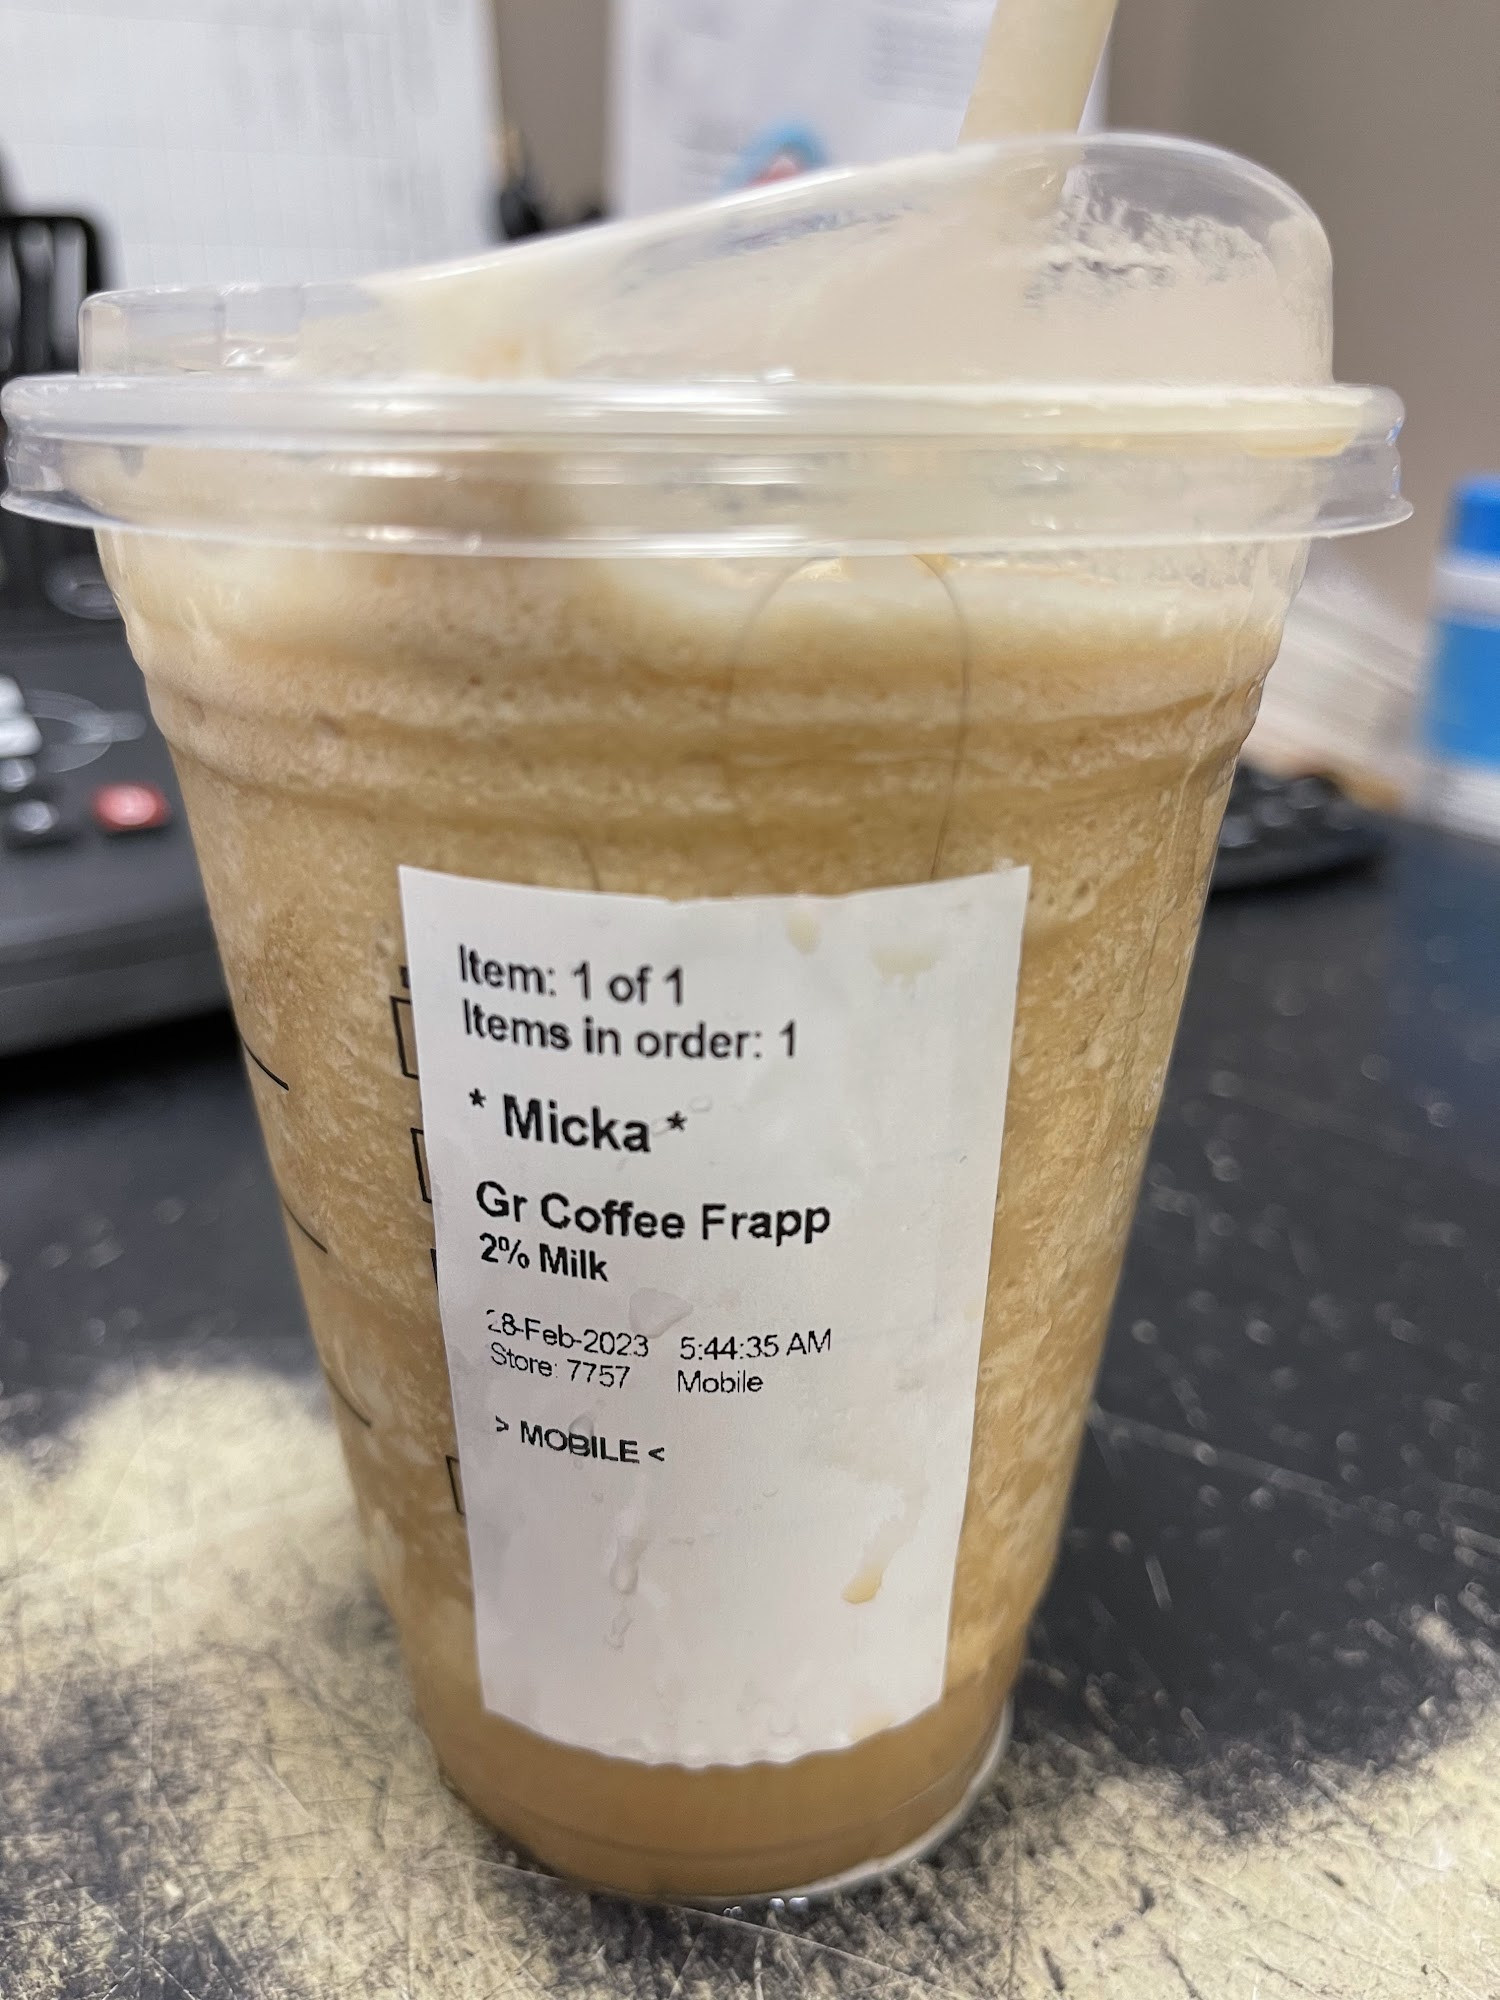 Item: 1 of 1
Items in order: 1
* Micka *
Gr Coffee Frapp
2% Milk
28-Feb-2023 5:44:35 AM
Store: 7757 Mobile
> MOBILE <